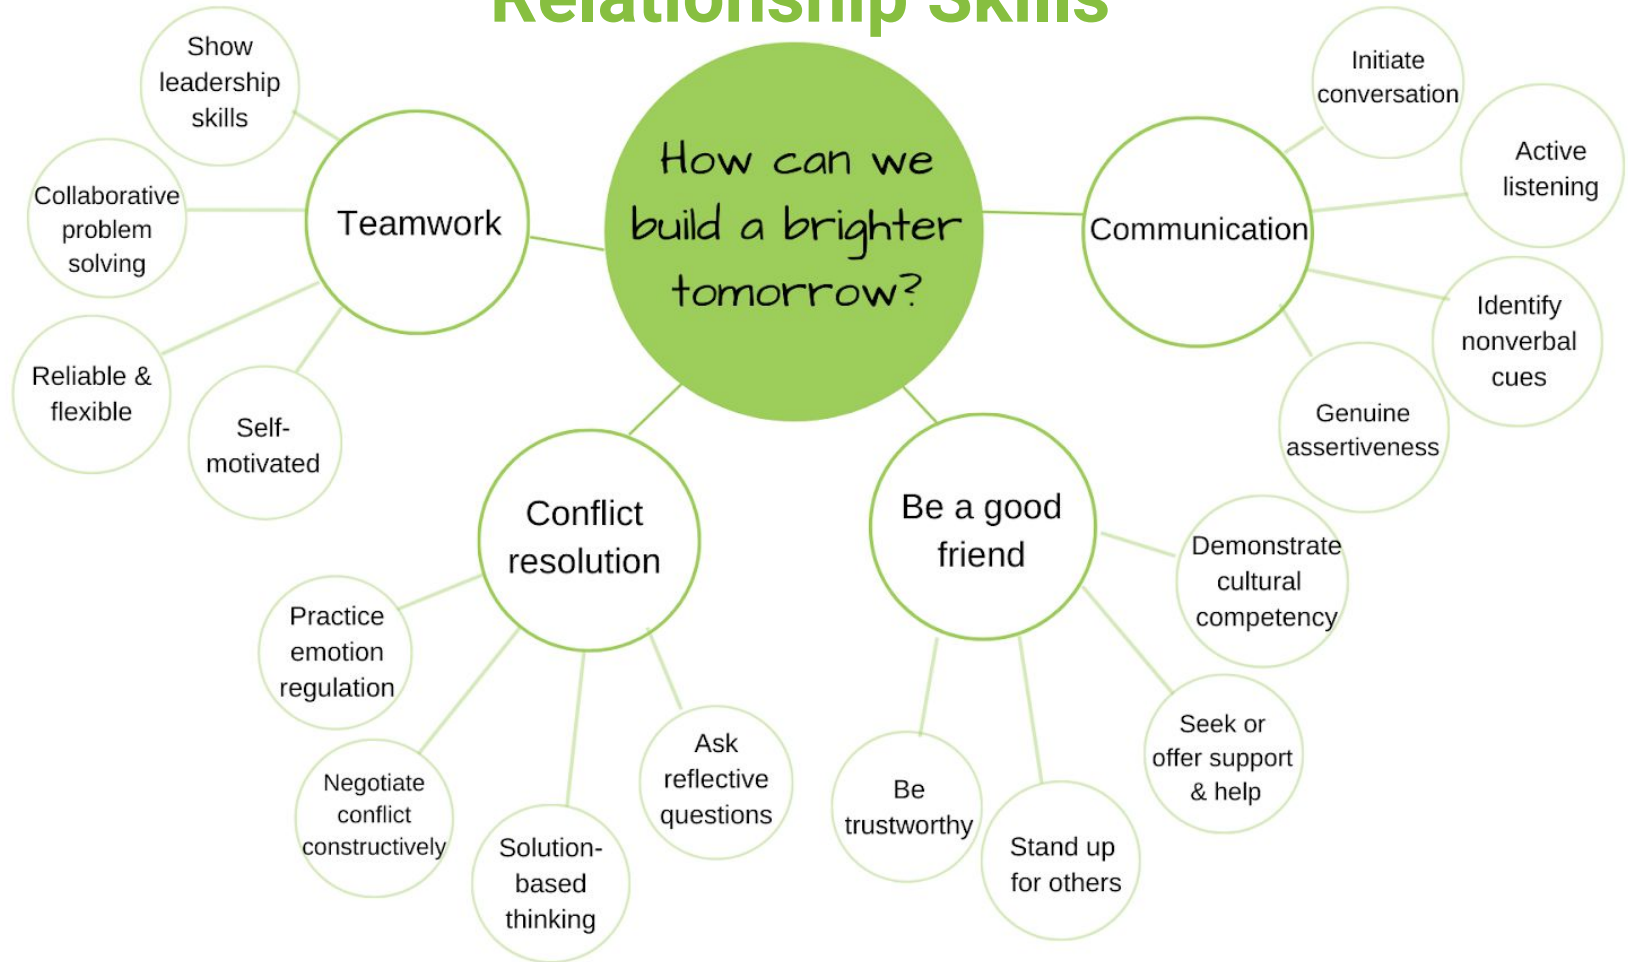 Relationship Skills
How can we
build a brighter
tomorrow?
Teamwork
Show
leadership
skills
Collaborative
problem
solving
Reliable &
flexible
Self-
motivated
Communication
Initiate
conversation
Active
listening
Identify
nonverbal
cues
Genuine
assertiveness
Conflict
resolution
Practice
emotion
regulation
Negotiate
conflict
constructively
Solution-
based
thinking
Ask
reflective
questions
Be a good
friend
Demonstrate
cultural
competency
Seek or
offer support
& help
Stand up
for others
Be
trustworthy